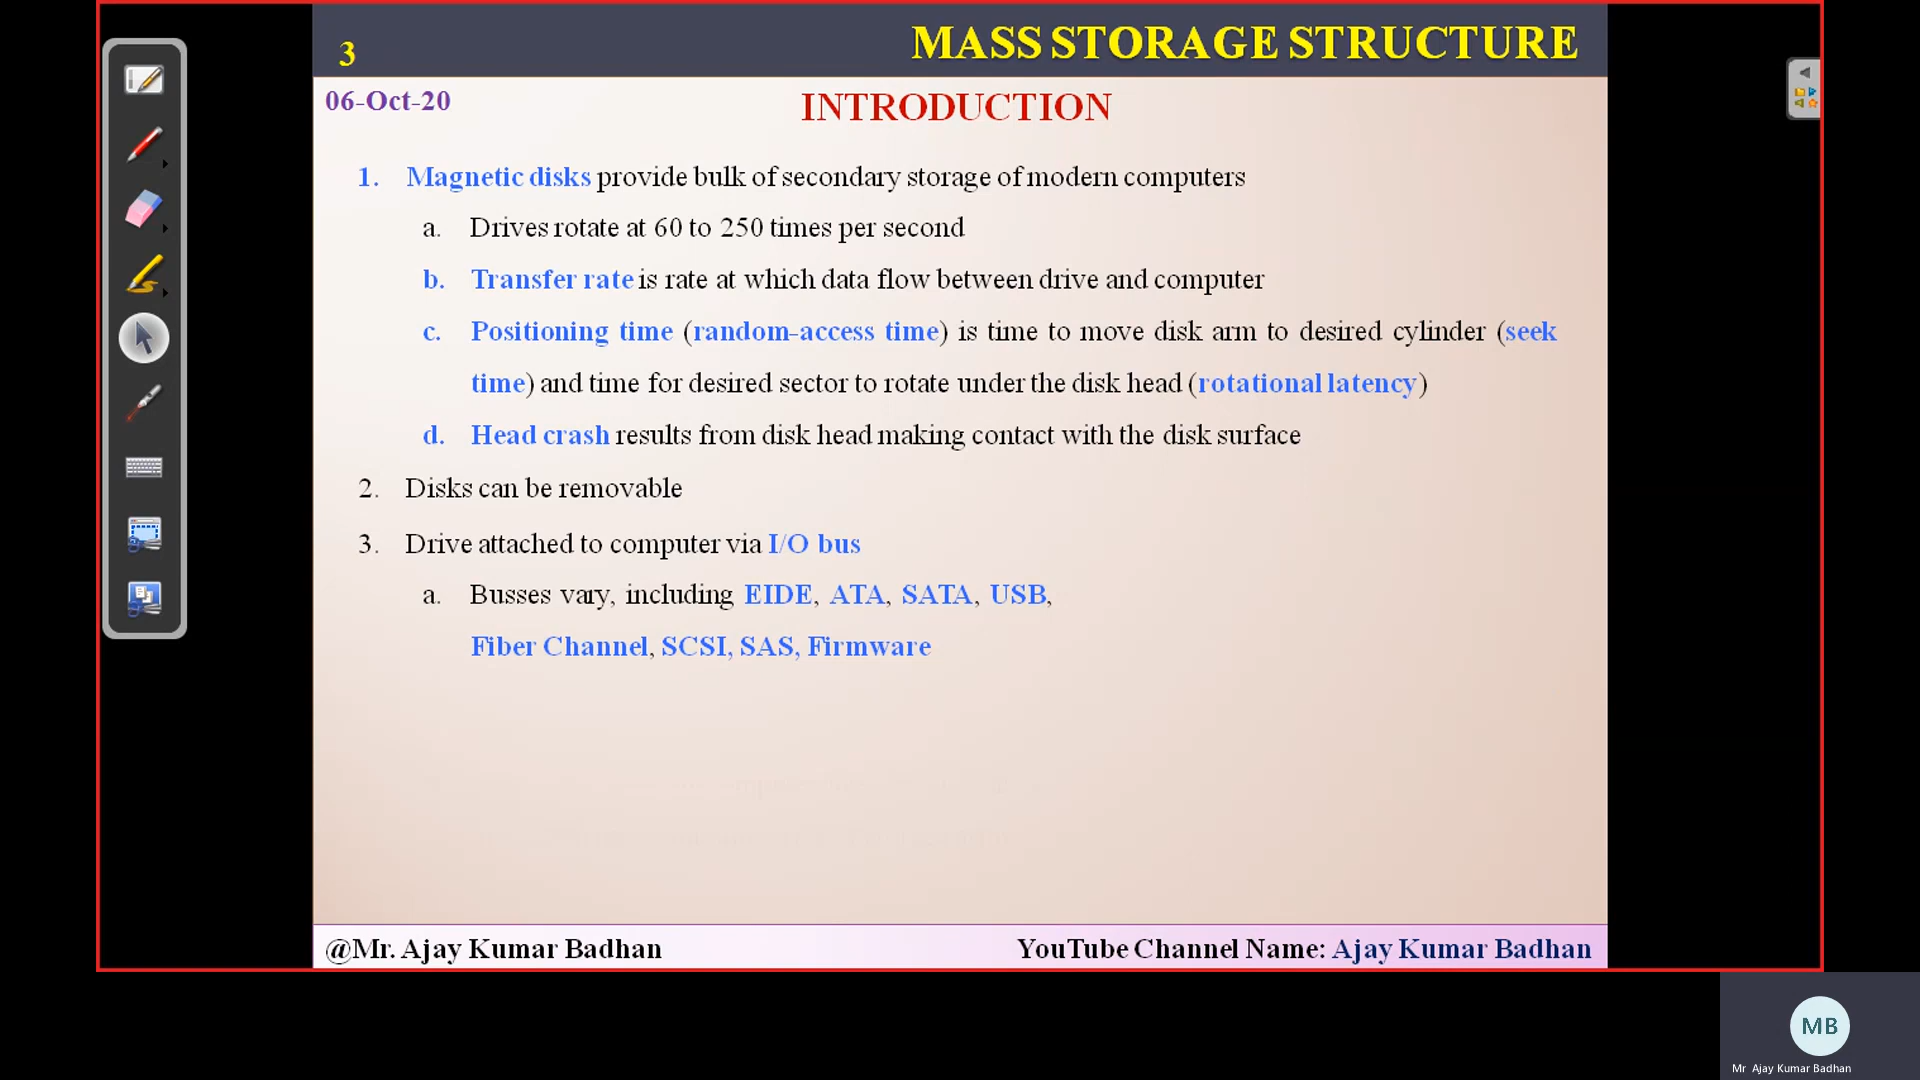 3
MASS STORAGE STRUCTURE
06-Oct-20
INTRODUCTION
1. Magnetic disks provide bulk of secondary storage of modern computers
a. Drives rotate at 60 to 250 times per second
b. Transfer rate is rate at which data flow between drive and computer
c. Positioning time (random-access time) is time to move disk arm to desired cylinder (seek
time) and time for desired sector to rotate under the disk head (rotational latency)
d. Head crash results from disk head making contact with the disk surface
2. Disks can be removable
3. Drive attached to computer via I/O bus
a. Busses vary, including EIDE, ATA, SATA, USB,
Fiber Channel, SCSI, SAS, Firmware
@Mr. Ajay Kumar Badhan
YouTube Channel Name: Ajay Kumar Badhan
MB
Mr Ajay Kumar Badhan